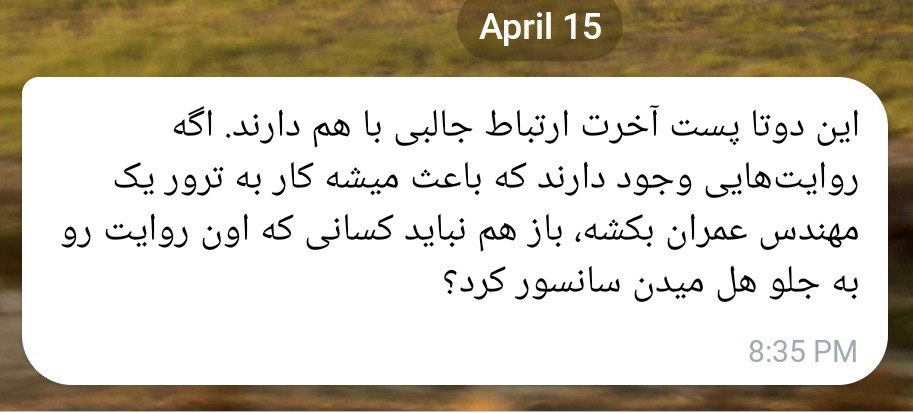 April 15
این دوتا پست آخرت ارتباط جالبی با هم دارند. اگه
روایت‌هایی وجود دارند که باعث میشه کار به ترور یک
مهندس عمران بکشه، باز هم نباید کسانی که اون روایت رو
به جلو هل میدن سانسور کرد؟
8:35 PM